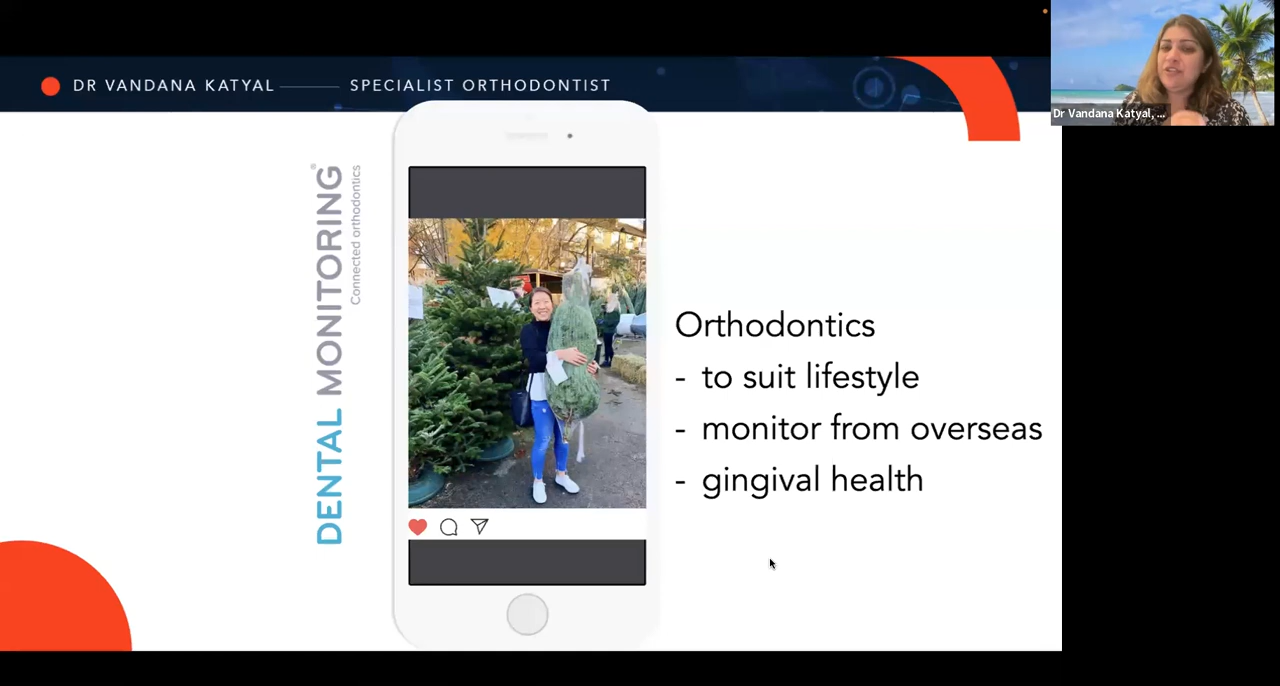 DR VANDANA KATYAL
SPECIALIST ORTHODONTIST
Dr Vandana Katyal, ...
DENTAL MONITORING
Connected orthodontics
Orthodontics
- to suit lifestyle
- monitor from overseas
- gingival health